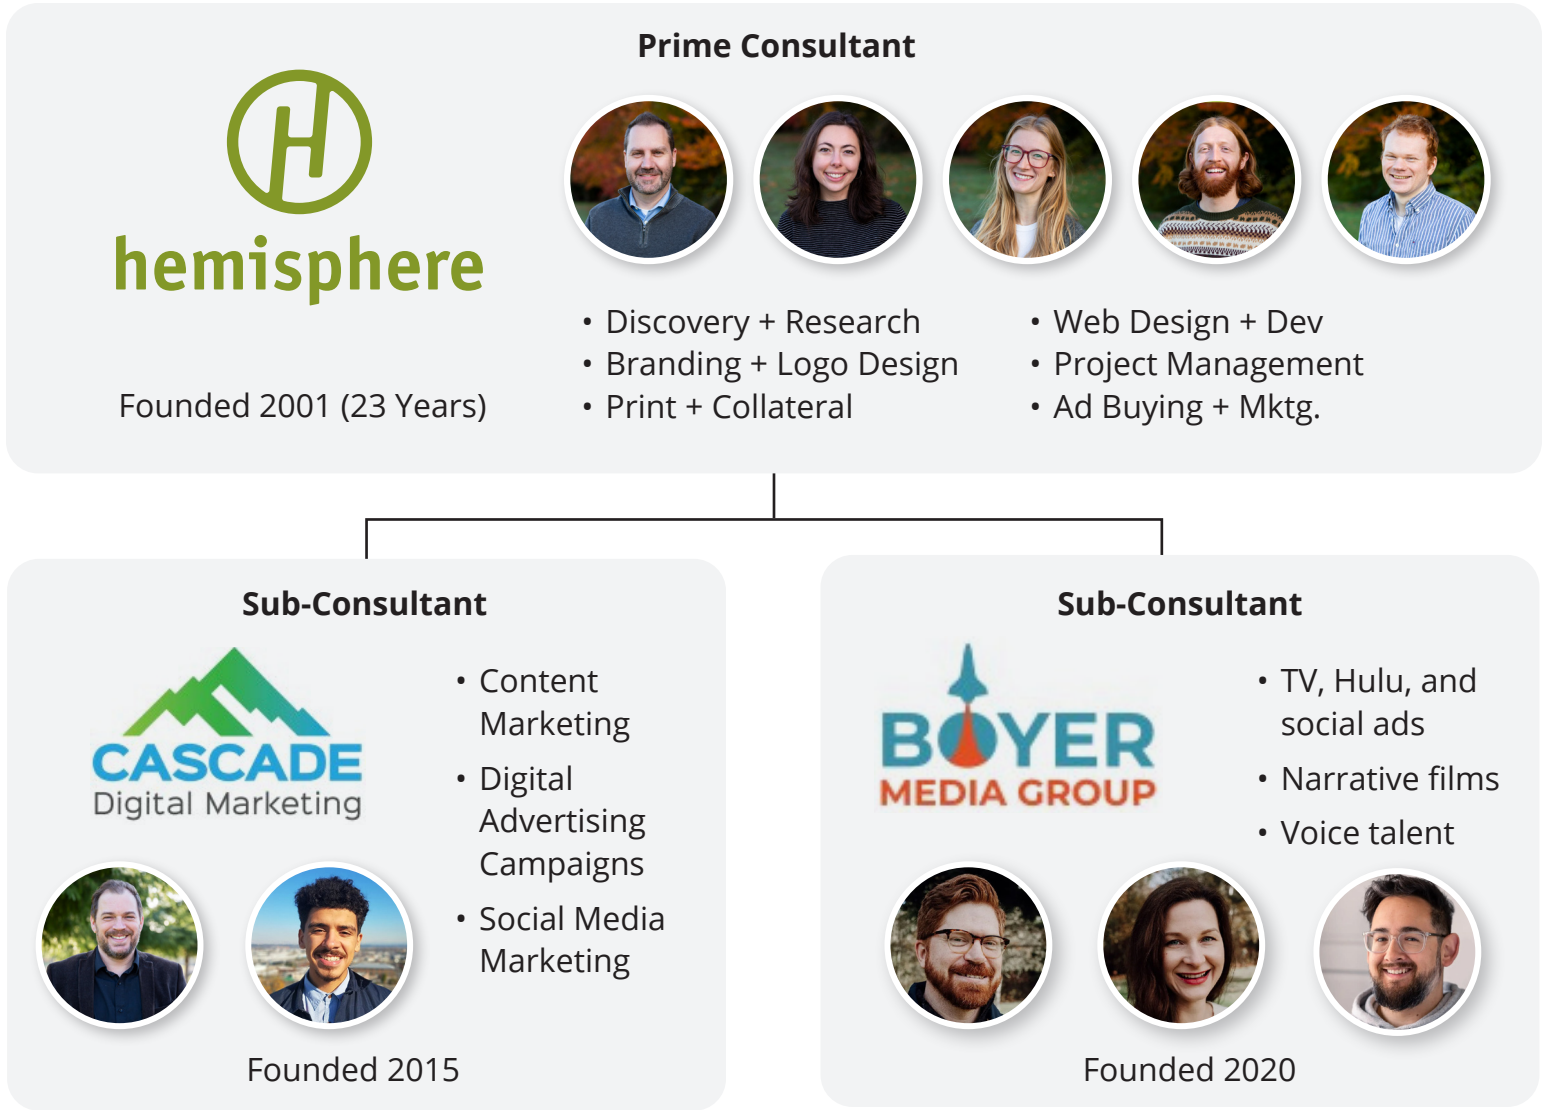 Prime Consultant
H
hemisphere
Founded 2001 (23 Years)
• Discovery + Research
• Branding + Logo Design
• Print + Collateral
• Web Design + Dev
• Project Management
• Ad Buying + Mktg.
Sub-Consultant
CASCADE
Digital Marketing
• Content
Marketing
• Digital
Advertising
Campaigns
• Social Media
Marketing
Founded 2015
Sub-Consultant
BOYER
MEDIA GROUP
• TV, Hulu, and
social ads
• Narrative films
• Voice talent
Founded 2020